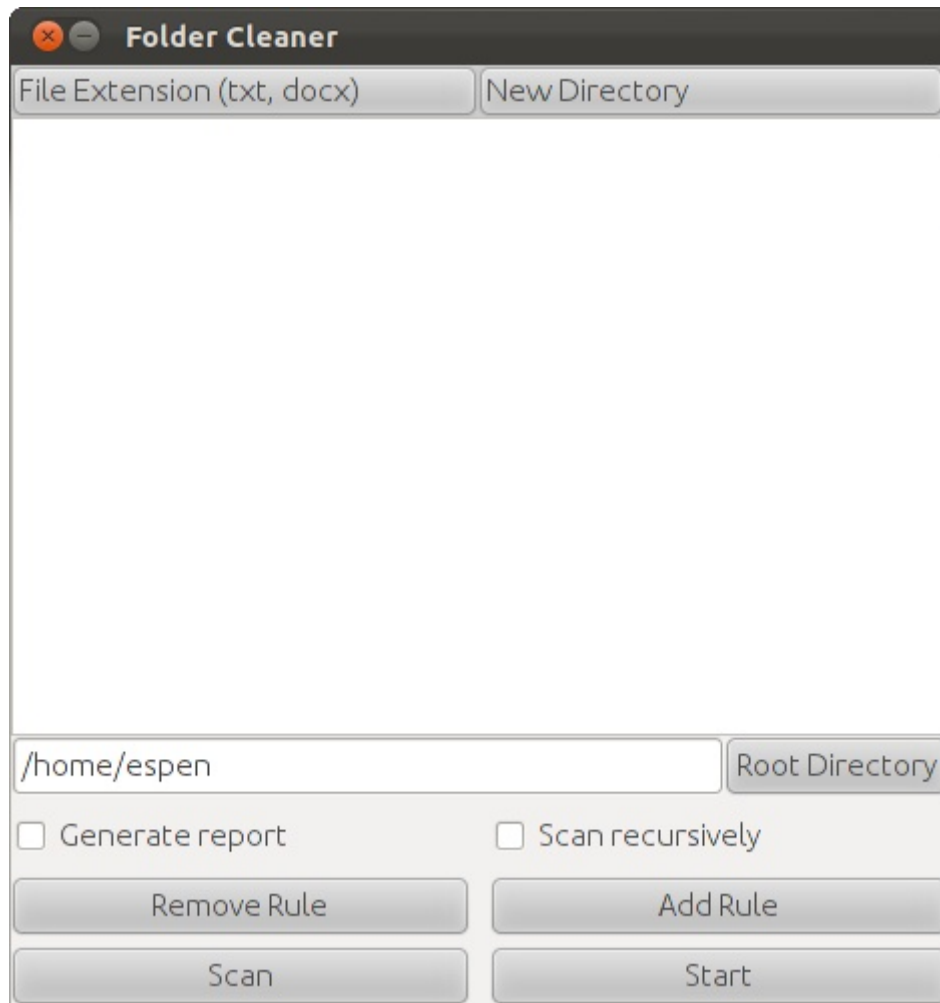 Folder Cleaner
File Extension (txt, docx) New Directory
/home/espen Root Directory
Generate report Scan recursively
Remove Rule Add Rule
Scan Start